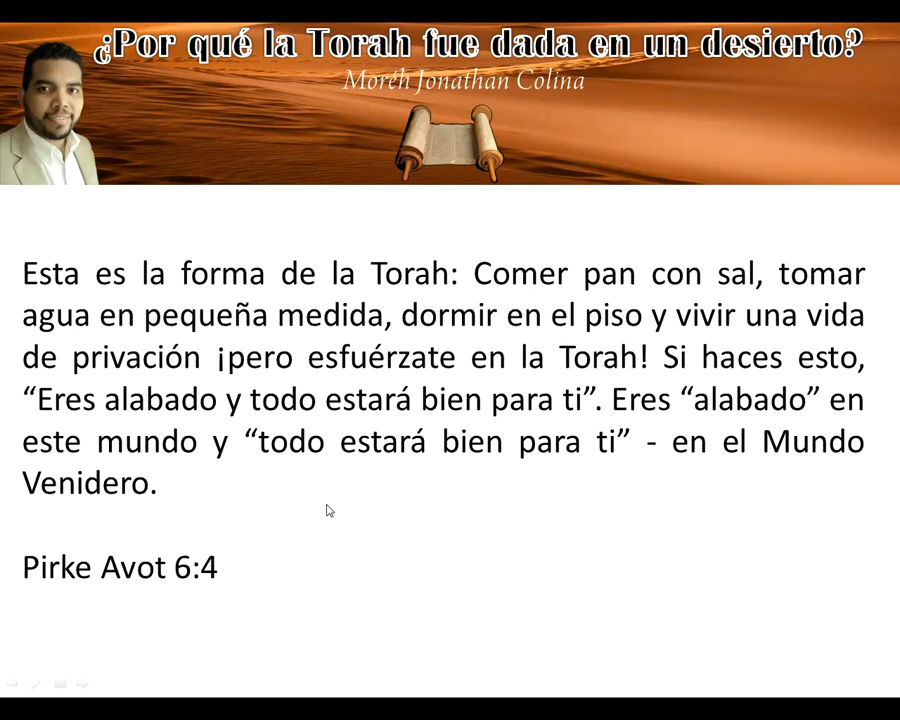 ¿Por qué la Torah fue dada en un desierto?
Moréh Jonathan Colina
Esta es la forma de la Torah: Comer pan con sal, tomar
agua en pequeña medida, dormir en el piso y vivir una vida
de privación ¡pero esfuérzate en la Torah! Si haces esto,
“Eres alabado y todo estará bien para ti”. Eres “alabado” en
este mundo y “todo estará bien para ti” - en el Mundo
Venidero.
Pirke Avot 6:4